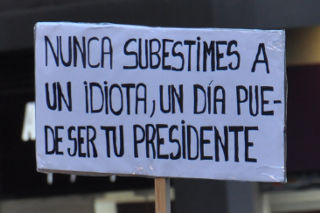 NUNCA SUBESTIMES A
UN IDIOTA, UN DÍA PUE-
DE SER TU PRESIDENTE